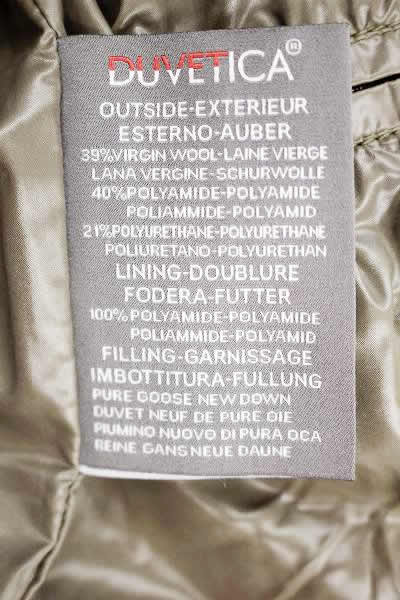 DUVETICA®
OUTSIDE-EXTERIEUR
ESTERNO-AUBER
39%VIRGIN WOOL-LAINE VIERGE
LANA VERGINE-SCHURWOLLE
40%POLYAMIDE-POLYAMIDE
POLIAMMIDE-POLYAMID
21%POLYURETHANE-POLYURETHANE
POLIURETANO-POLYURETHAN
LINING-DOUBLURE
FODERA-FUTTER
100%POLYAMIDE-POLYAMIDE
POLIAMMIDE-POLYAMID
FILLING-GARNISSAGE
IMBOTTITURA-FULLUNG
PURE GOOSE NEW DOWN
DUVET NEUF DE PURE OIE
PIUMINO NUOVO DI PURA OCA
REINE GANS NEUE DAUNE